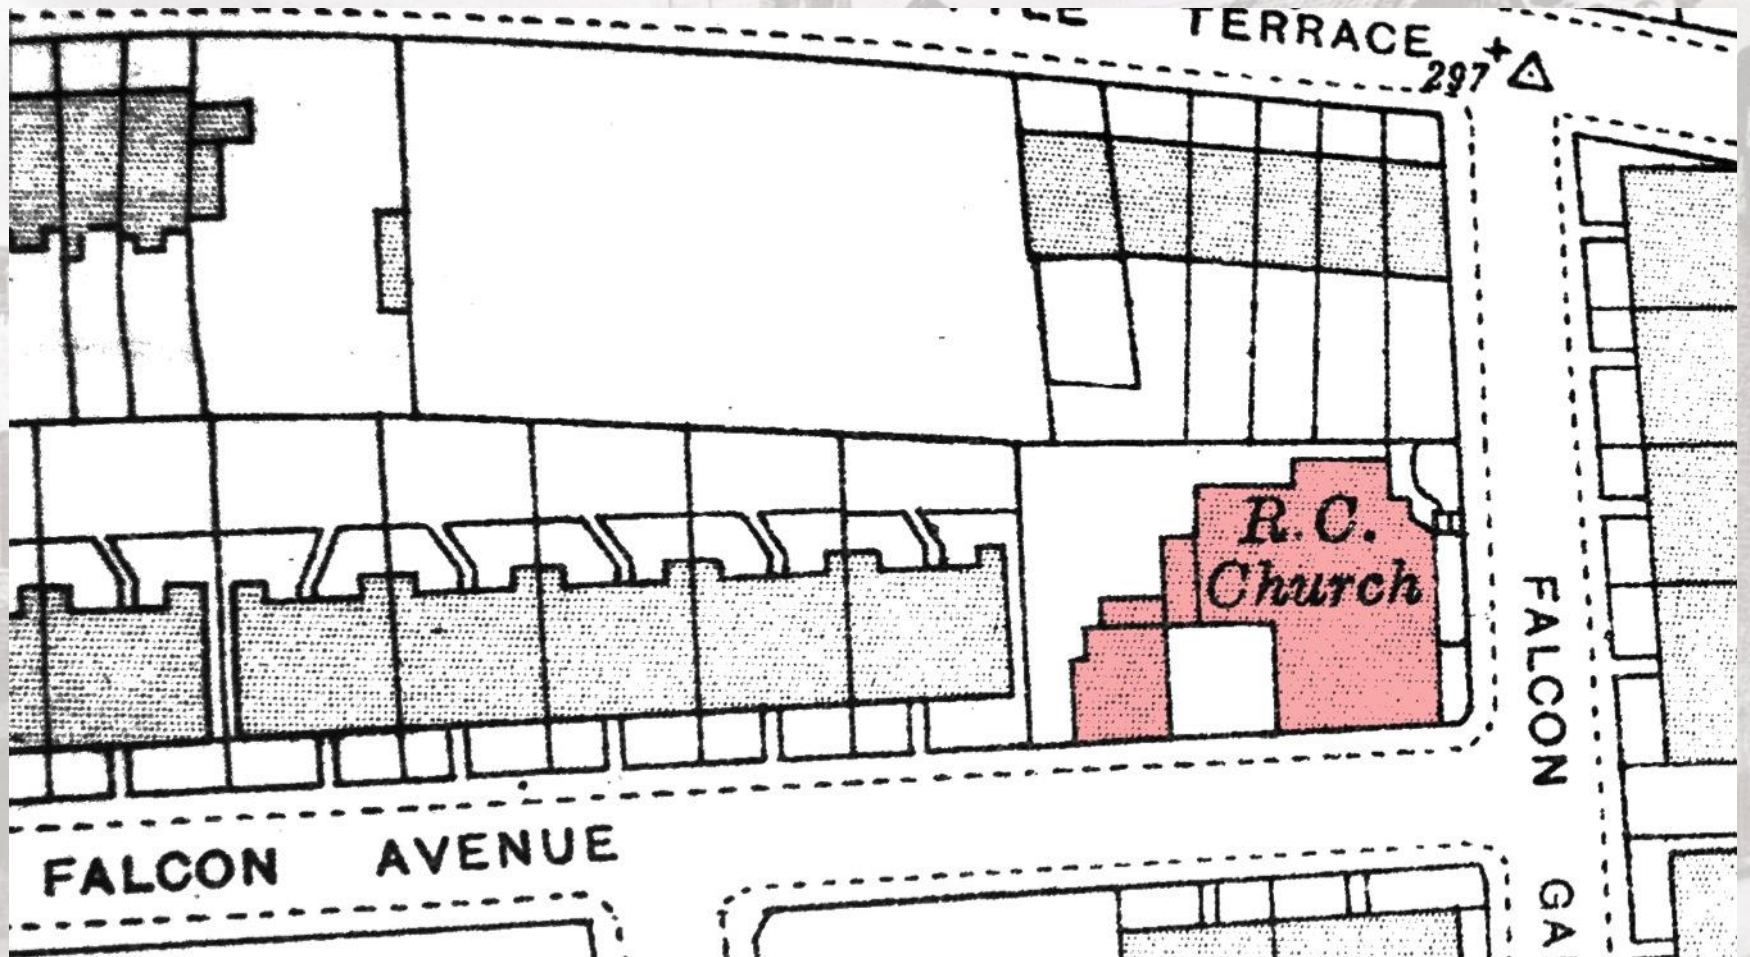 TERRACE
297
R.C.
Church
FALCON
FALCON AVENUE
GA